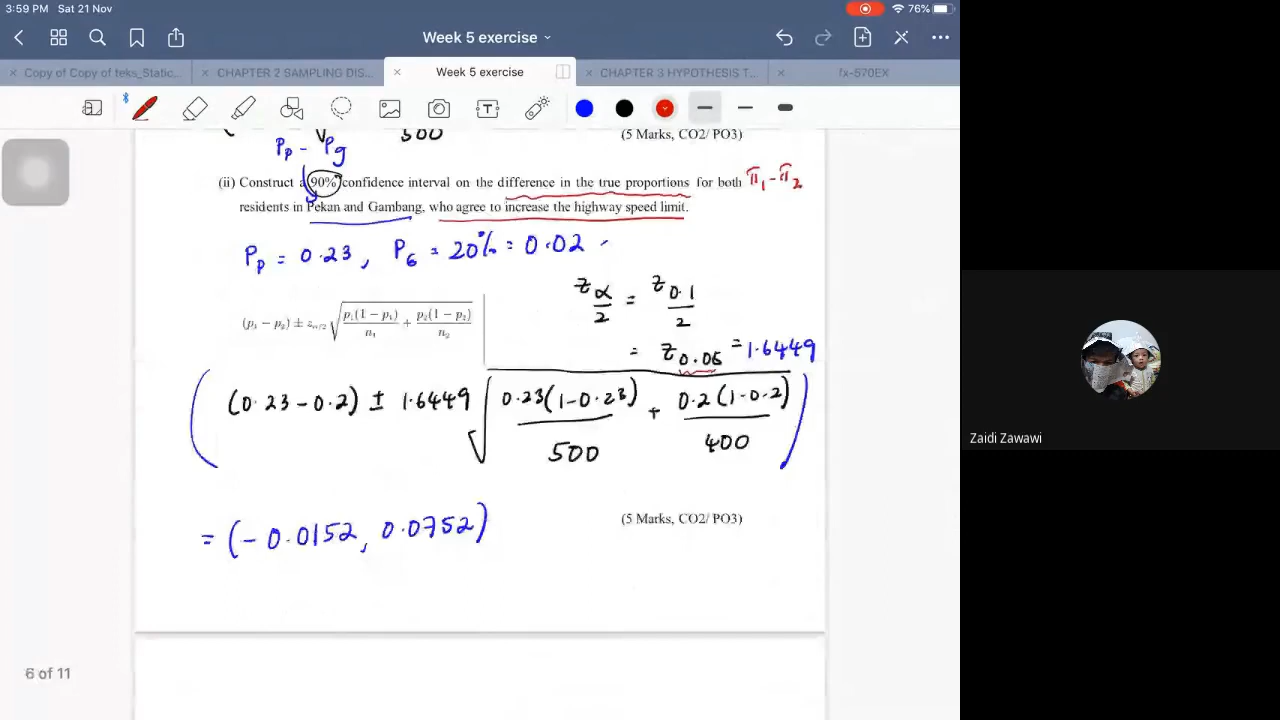 3:59 PM Sat 21 Nov
76%
Week 5 exercise
Copy of Copy of teks_Static...
CHAPTER 2 SAMPLING DIS...
Week 5 exercise
CHAPTER 3 HYPOTHESIS T...
fx-570EX
500
(5 Marks, CO2/ PO3)
Pp - Pg
(ii) Construct a 90% confidence interval on the difference in the true proportions for both π1-π2
residents in Pekan and Gambang, who agree to increase the highway speed limit.
Pp = 0.23, PG = 20% = 0.02
zα/2 = z0.1/2
(p1 − p2) ± zα/2 √(p1(1 − p1)/n1 + p2(1 − p2)/n2)
= z0.05 = 1.6449
((0.23-0.2) ± 1.6449 √(0.23(1-0.23)/500 + 0.2(1-0.2)/400))
= (-0.0152, 0.0752)
(5 Marks, CO2/ PO3)
6 of 11
Zaidi Zawawi